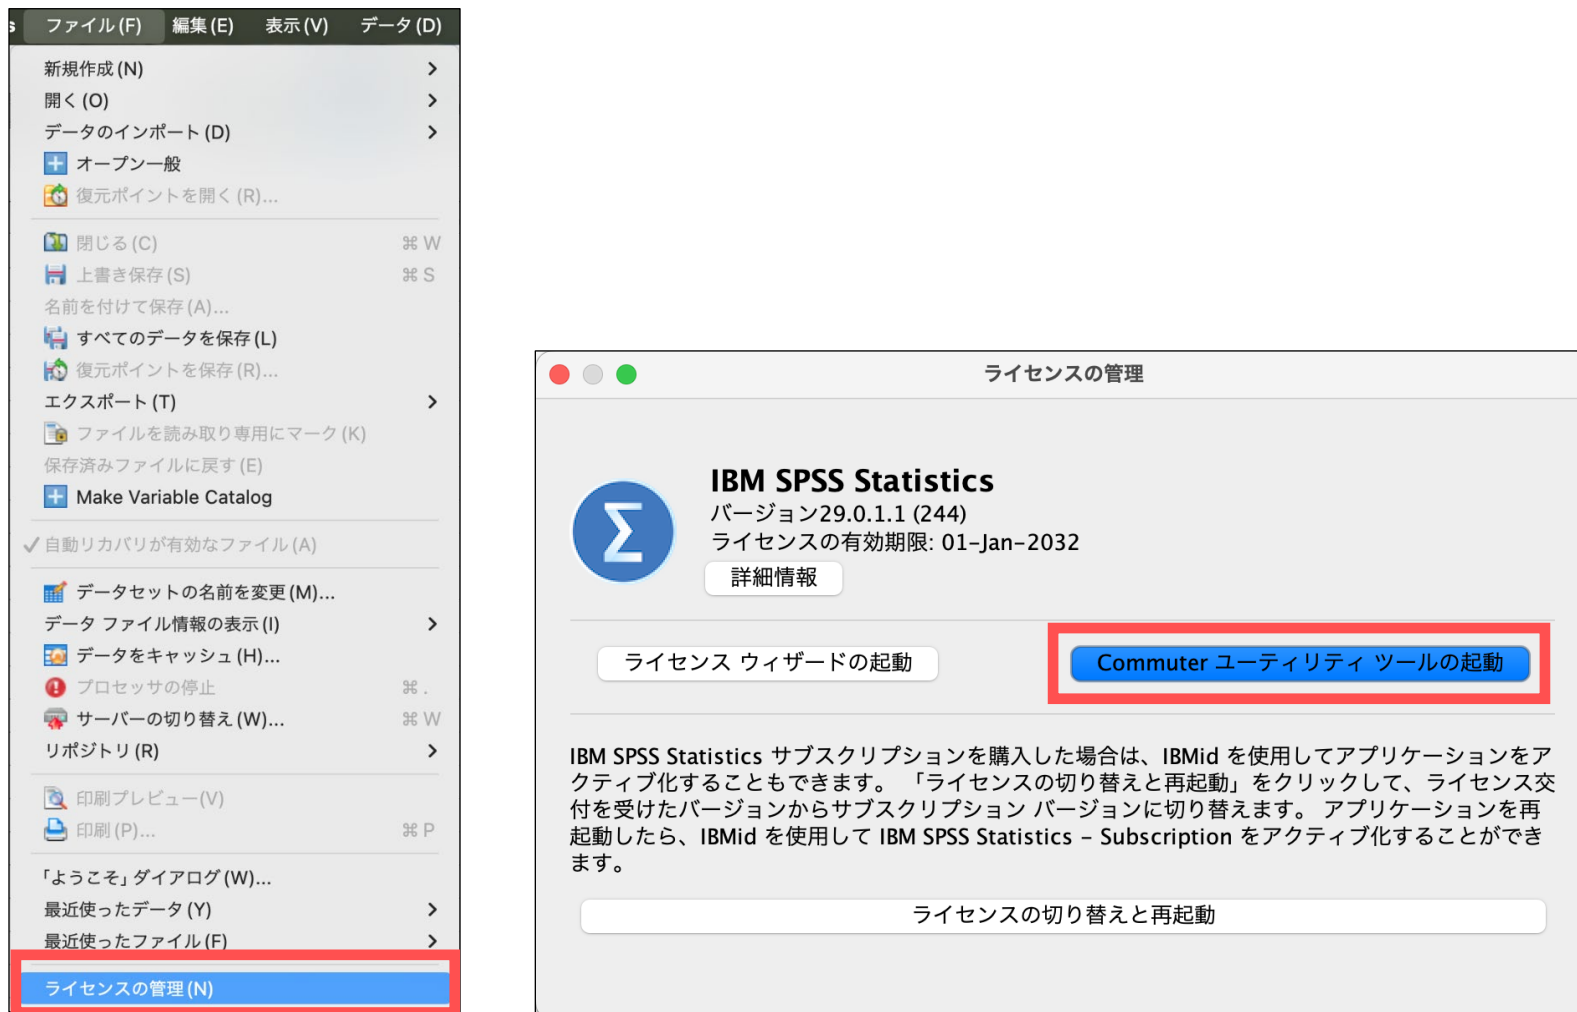 s ファイル(F) 編集(E) 表示(V) データ(D)
新規作成(N)
開く(O)
データのインポート(D)
オープン一般
復元ポイントを開く(R)...
閉じる(C) ⌘ W
上書き保存(S) ⌘ S
名前を付けて保存(A)...
すべてのデータを保存(L)
復元ポイントを保存(R)...
エクスポート(T)
ファイルを読み取り専用にマーク(K)
保存済みファイルに戻す(E)
Make Variable Catalog
自動リカバリが有効なファイル(A)
データセットの名前を変更(M)...
データ ファイル情報の表示(I)
データをキャッシュ(H)...
プロセッサの停止 ⌘ .
サーバーの切り替え(W)... ⌘ W
リポジトリ(R)
印刷プレビュー(V)
印刷(P)... ⌘ P
「ようこそ」ダイアログ(W)...
最近使ったデータ(Y)
最近使ったファイル(F)
ライセンスの管理(N)
ライセンスの管理
IBM SPSS Statistics
バージョン29.0.1.1 (244)
ライセンスの有効期限: 01-Jan-2032
詳細情報
ライセンス ウィザードの起動
Commuter ユーティリティ ツールの起動
IBM SPSS Statistics サブスクリプションを購入した場合は、IBMid を使用してアプリケーションをア
クティブ化することもできます。 「ライセンスの切り替えと再起動」をクリックして、ライセンス交
付を受けたバージョンからサブスクリプション バージョンに切り替えます。 アプリケーションを再
起動したら、IBMid を使用して IBM SPSS Statistics - Subscription をアクティブ化することができ
ます。
ライセンスの切り替えと再起動